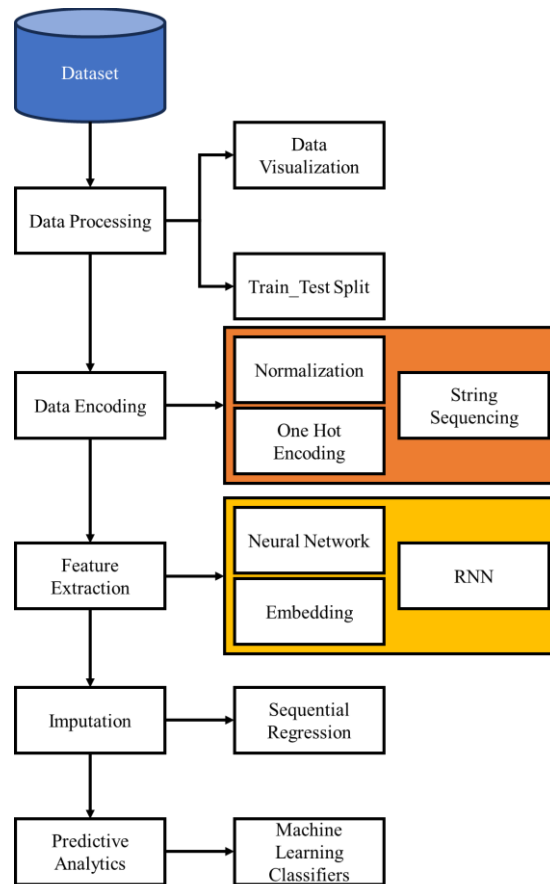 Dataset
Data
Visualization
Data Processing
Train_Test Split
Normalization
Data Encoding
String
Sequencing
One Hot
Encoding
Neural Network
Feature
Extraction
RNN
Embedding
Imputation
Sequential
Regression
Predictive
Analytics
Machine
Learning
Classifiers